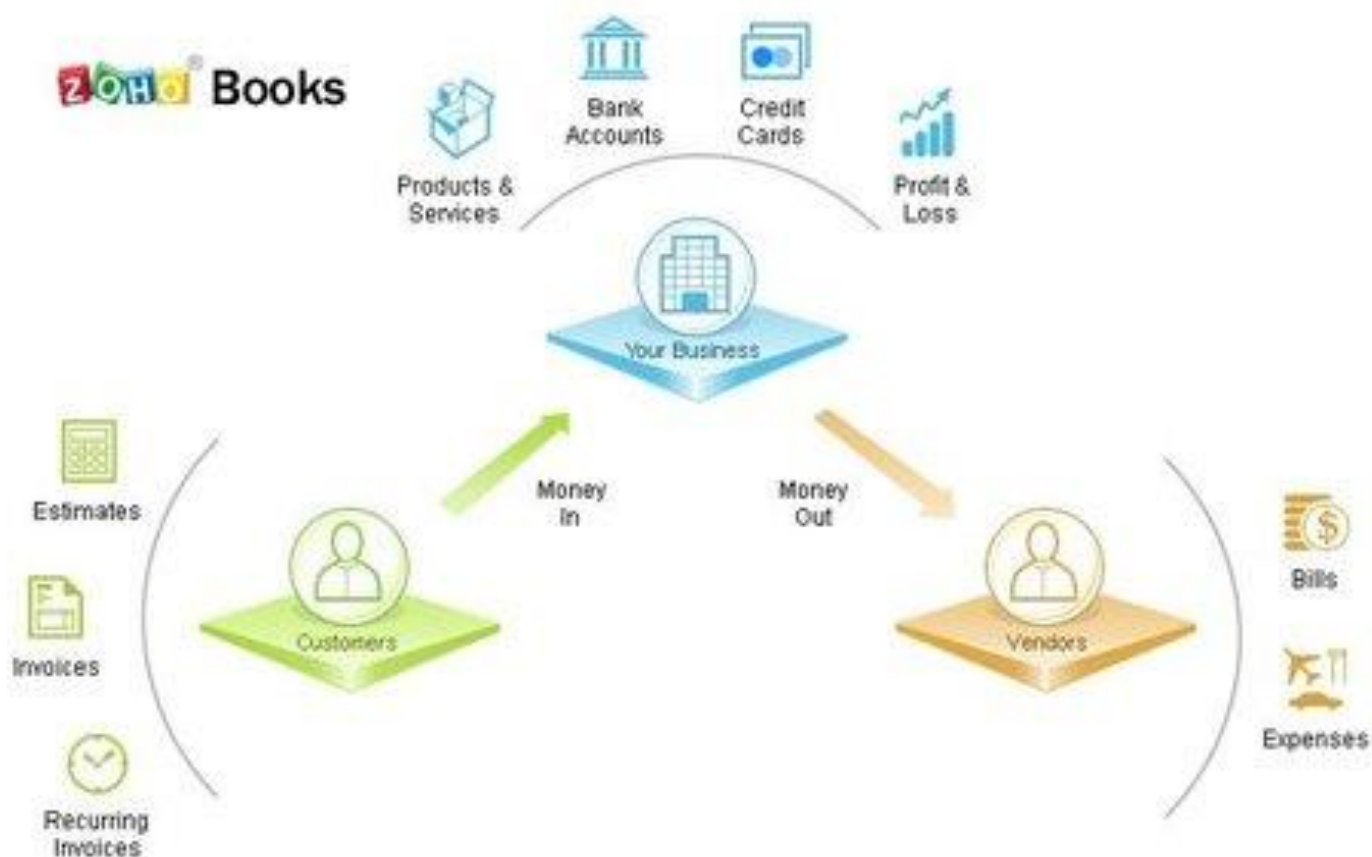 ZOHO® Books
Bank
Accounts
Credit
Cards
Products &
Services
Profit &
Loss
Your Business
Money
In
Money
Out
Estimates
Invoices
Recurring
Invoices
Customers
Vendors
$
Bills
Expenses